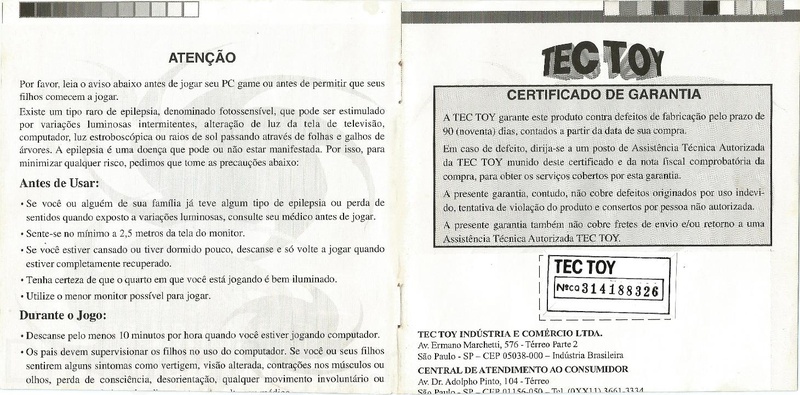 ATENÇÃO
Por favor, leia o aviso abaixo antes de jogar seu PC game ou antes de permitir que seus
filhos comecem a jogar.
Existe um tipo raro de epilepsia, denominado fotossensível, que pode ser estimulado
por variações luminosas intermitentes, alteração de luz da tela de televisão,
computador, luz estroboscópica ou raios de sol passando através de folhas e galhos de
árvores. A epilepsia é uma doença que pode ou não estar manifestada. Por isso, para
minimizar qualquer risco, pedimos que tome as precauções abaixo:
Antes de Usar:
• Se você ou alguém de sua família já teve algum tipo de epilepsia ou perda de
sentidos quando exposto a variações luminosas, consulte seu médico antes de jogar.
• Sente-se no mínimo a 2,5 metros da tela do monitor.
• Se você estiver cansado ou tiver dormido pouco, descanse e só volte a jogar quando
estiver completamente recuperado.
• Tenha certeza de que o quarto em que você está jogando é bem iluminado.
• Utilize o menor monitor possível para jogar.
Durante o Jogo:
• Descanse pelo menos 10 minutos por hora quando você estiver jogando computador.
• Os pais devem supervisionar os filhos no uso do computador. Se você ou seus filhos
sentirem alguns sintomas como vertigem, visão alterada, contrações nos músculos ou
olhos, perda de consciência, desorientação, qualquer movimento involuntário ou
TEC TOY
CERTIFICADO DE GARANTIA
A TEC TOY garante este produto contra defeitos de fabricação pelo prazo de
90 (noventa) dias, contados a partir da data de sua compra.
Em caso de defeito, dirija-se a um posto de Assistência Técnica Autorizada
da TEC TOY munido deste certificado e da nota fiscal comprobatória da
compra, para obter os serviços cobertos por esta garantia.
A presente garantia, contudo, não cobre defeitos originados por uso indevi-
do, tentativa de violação do produto e consertos por pessoa não autorizada.
A presente garantia também não cobre fretes de envio e/ou retorno a uma
Assistência Técnica Autorizada TEC TOY.
TEC TOY
Nº CQ 314188326
TEC TOY INDÚSTRIA E COMÉRCIO LTDA.
Av. Ermano Marchetti, 576 - Térreo Parte 2
São Paulo - SP – CEP 05038-000 – Indústria Brasileira
CENTRAL DE ATENDIMENTO AO CONSUMIDOR
Av. Dr. Adolpho Pinto, 104 - Térreo
São Paulo - SP – CEP 01156-050 – Tel. (0XX11) 3661-3334